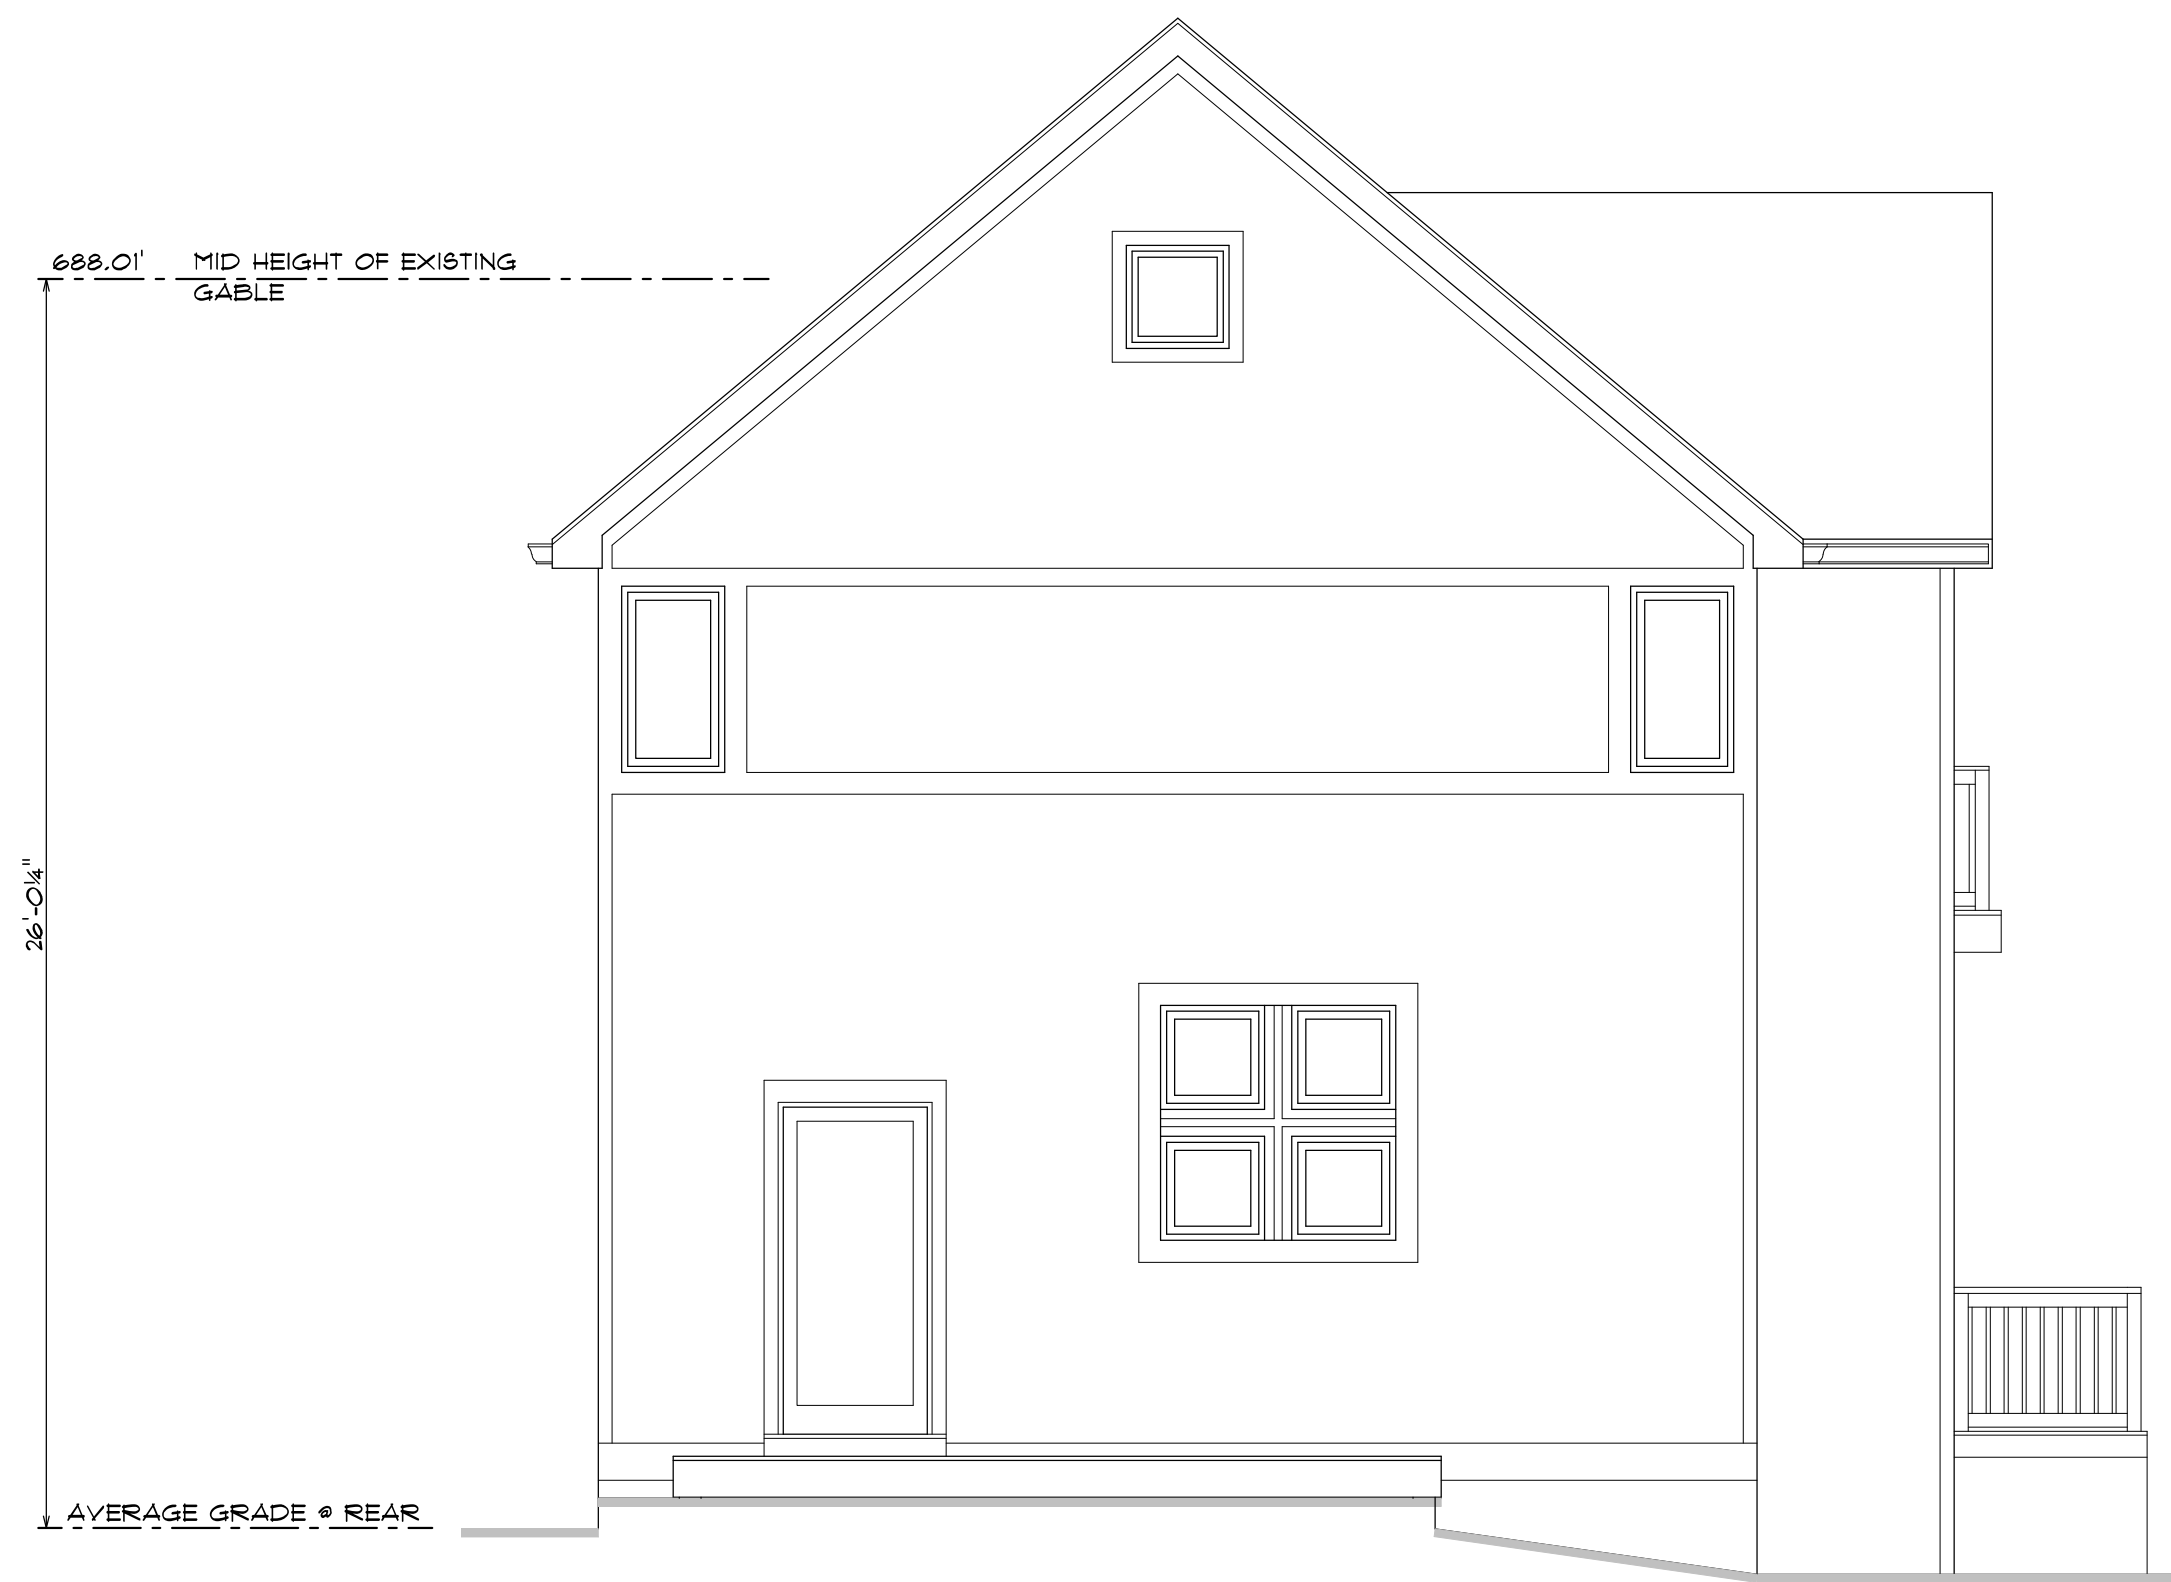 688.01' MID HEIGHT OF EXISTING
GABLE
26'-0¼"
AVERAGE GRADE @ REAR